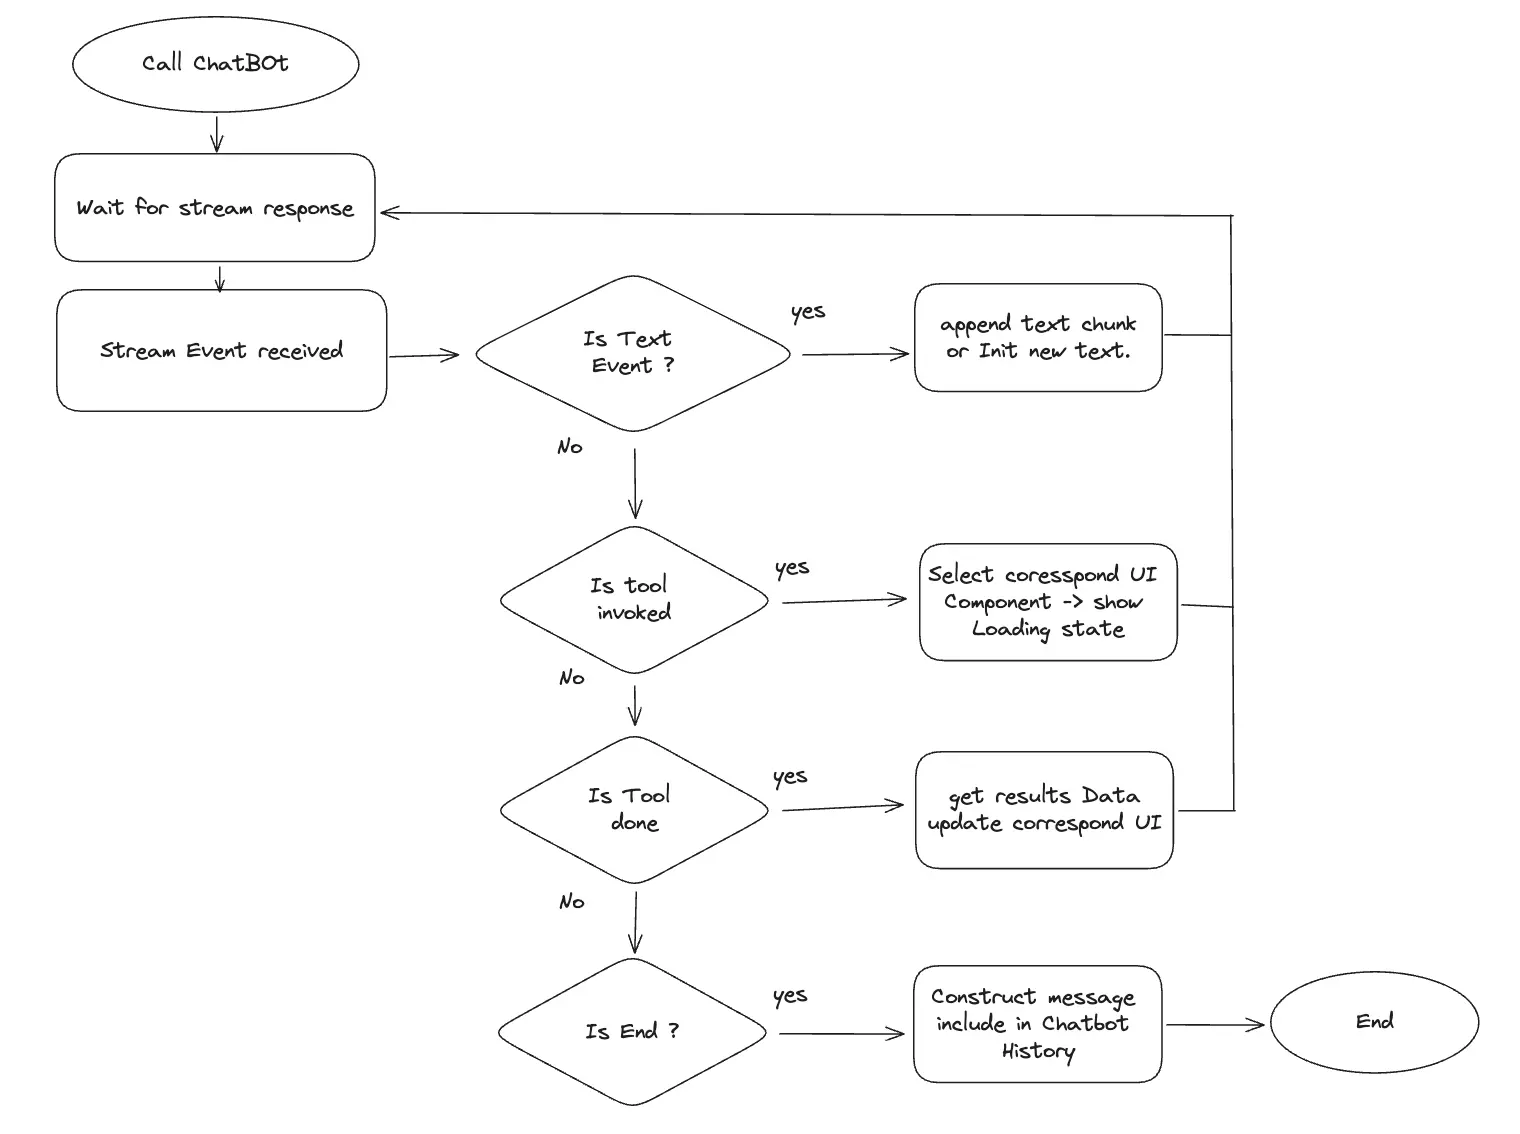 Call ChatBOt
Wait for stream response
Stream Event received
Is Text
Event ?
yes
append text chunk
or Init new text.
No
Is tool
invoked
yes
Select coresspond UI
Component -> show
Loading state
No
Is Tool
done
yes
get results Data
update correspond UI
No
Is End ?
yes
Construct message
include in Chatbot
History
End